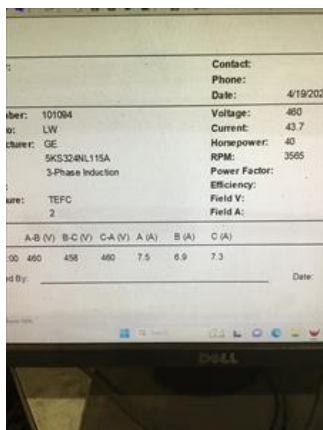 Contact:
Phone:
Date: 4/19/202
ber: 101094 Voltage: 460
o: LW Current: 43.7
cturer: GE Horsepower: 40
5KS324NL115A RPM: 3565
3-Phase Induction Power Factor:
Efficiency:
ure: TEFC Field V:
2 Field A:
A-B (V) B-C (V) C-A (V) A (A) B (A) C (A)
:00 460 458 460 7.5 6.9 7.3
ed By: Date:
DELL